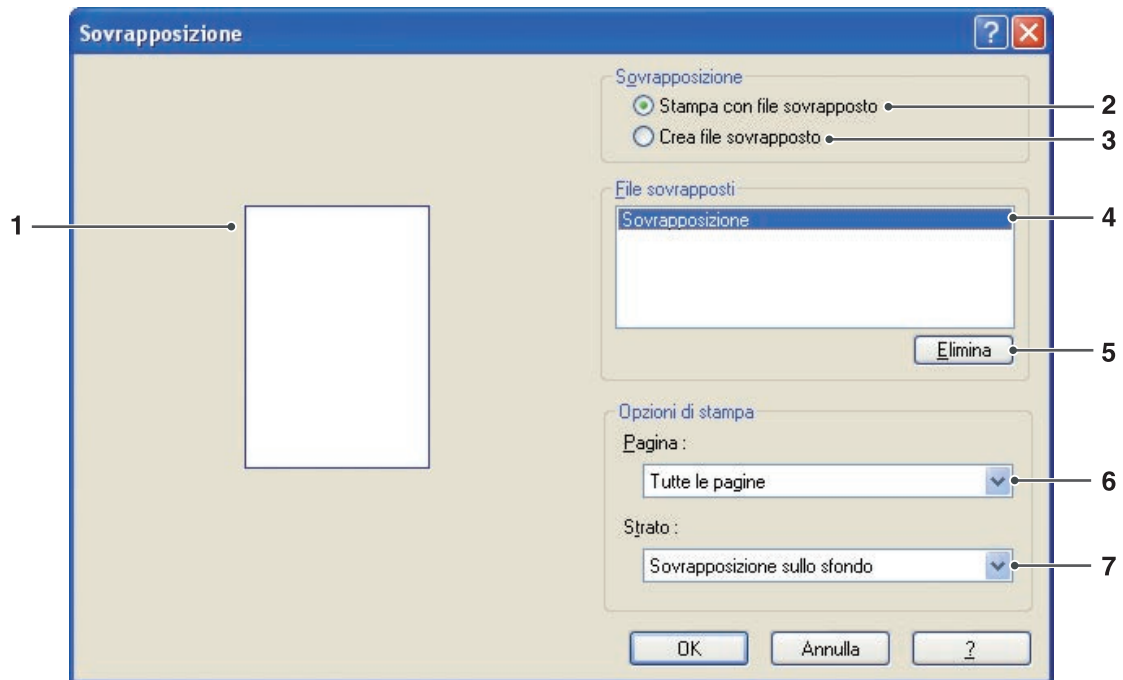 Sovrapposizione
?
Sovrapposizione
Stampa con file sovrapposto
2
Crea file sovrapposto
3
File sovrapposti
1
Sovrapposizione
4
Elimina
5
Opzioni di stampa
Pagina :
Tutte le pagine
6
Strato :
Sovrapposizione sullo sfondo
7
OK
Annulla
?